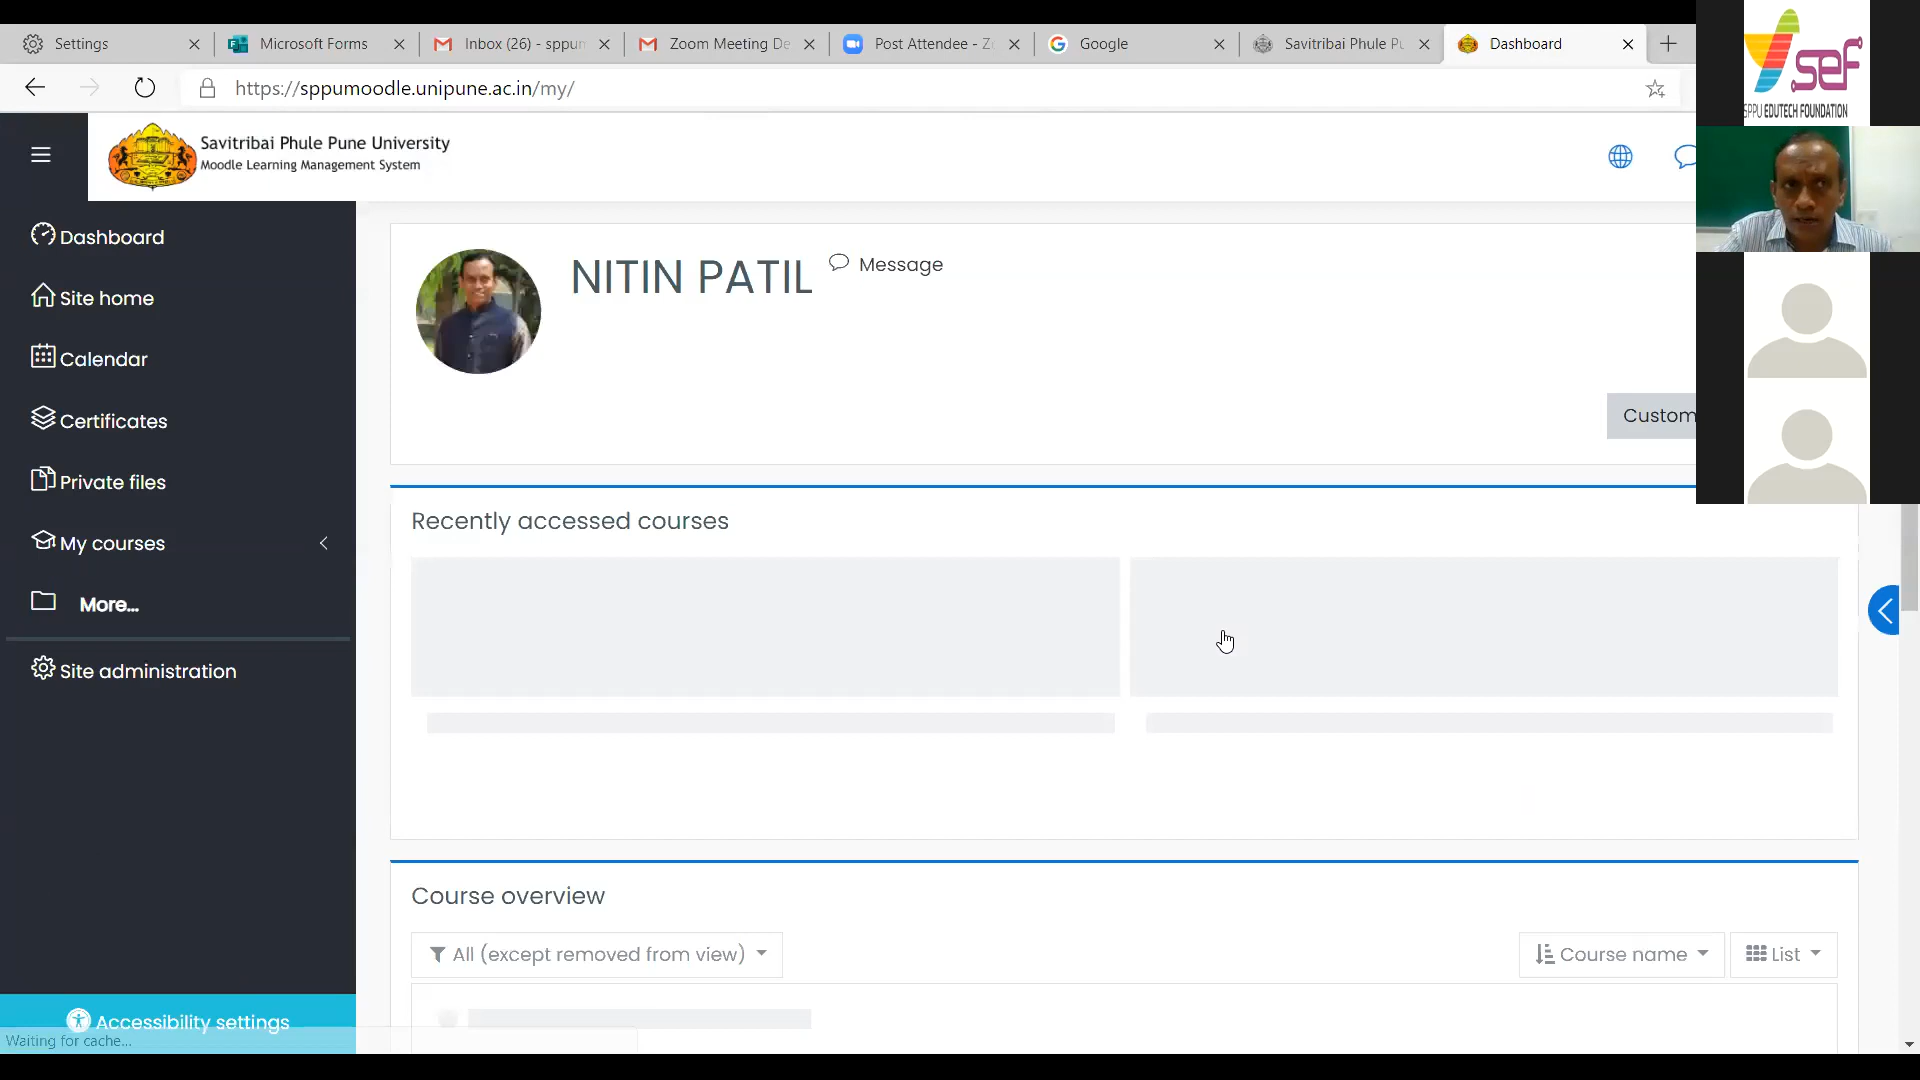 Settings
Microsoft Forms
Inbox (26) - sppu
Zoom Meeting De
Post Attendee - Z
Google
Savitribai Phule Pu
Dashboard
https://sppumoodle.unipune.ac.in/my/
sef
SPPU EDUTECH FOUNDATION
Savitribai Phule Pune University
Moodle Learning Management System
Dashboard
Site home
Calendar
Certificates
Private files
My courses
More...
Site administration
Accessibility settings
Waiting for cache...
NITIN PATIL
Message
Custom
Recently accessed courses
Course overview
All (except removed from view)
Course name
List